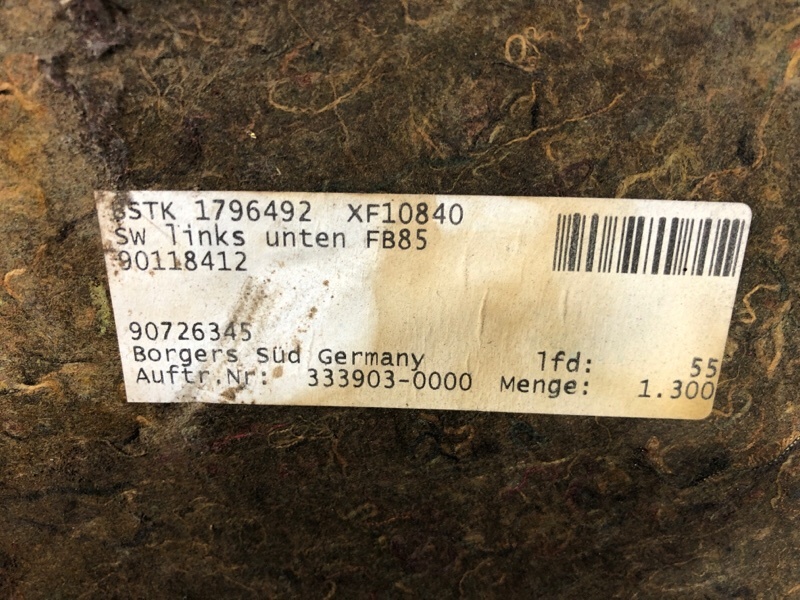 BSTK 1796492 XF10840
SW links unten FB85
90118412
90726345
Borgers Süd Germany lfd: 55
Auftr.Nr: 333903-0000 Menge: 1.300